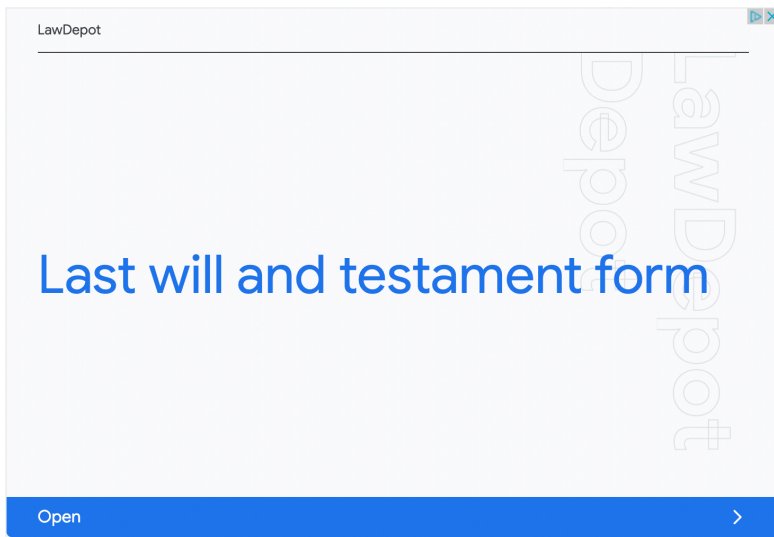 LawDepot
LawDepot
Depot
Last will and testament form
Open